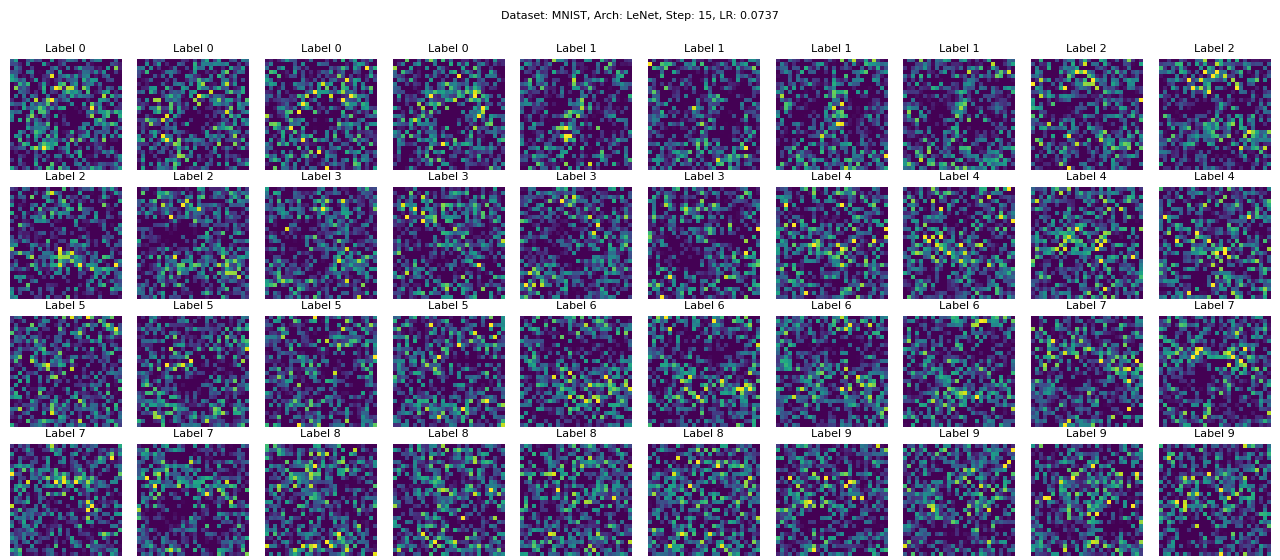 Dataset: MNIST, Arch: LeNet, Step: 15, LR: 0.0737
Label 0 Label 0 Label 0 Label 0 Label 1 Label 1 Label 1 Label 1 Label 2 Label 2
Label 2 Label 2 Label 3 Label 3 Label 3 Label 3 Label 4 Label 4 Label 4 Label 4
Label 5 Label 5 Label 5 Label 5 Label 6 Label 6 Label 6 Label 6 Label 7 Label 7
Label 7 Label 7 Label 8 Label 8 Label 8 Label 8 Label 9 Label 9 Label 9 Label 9